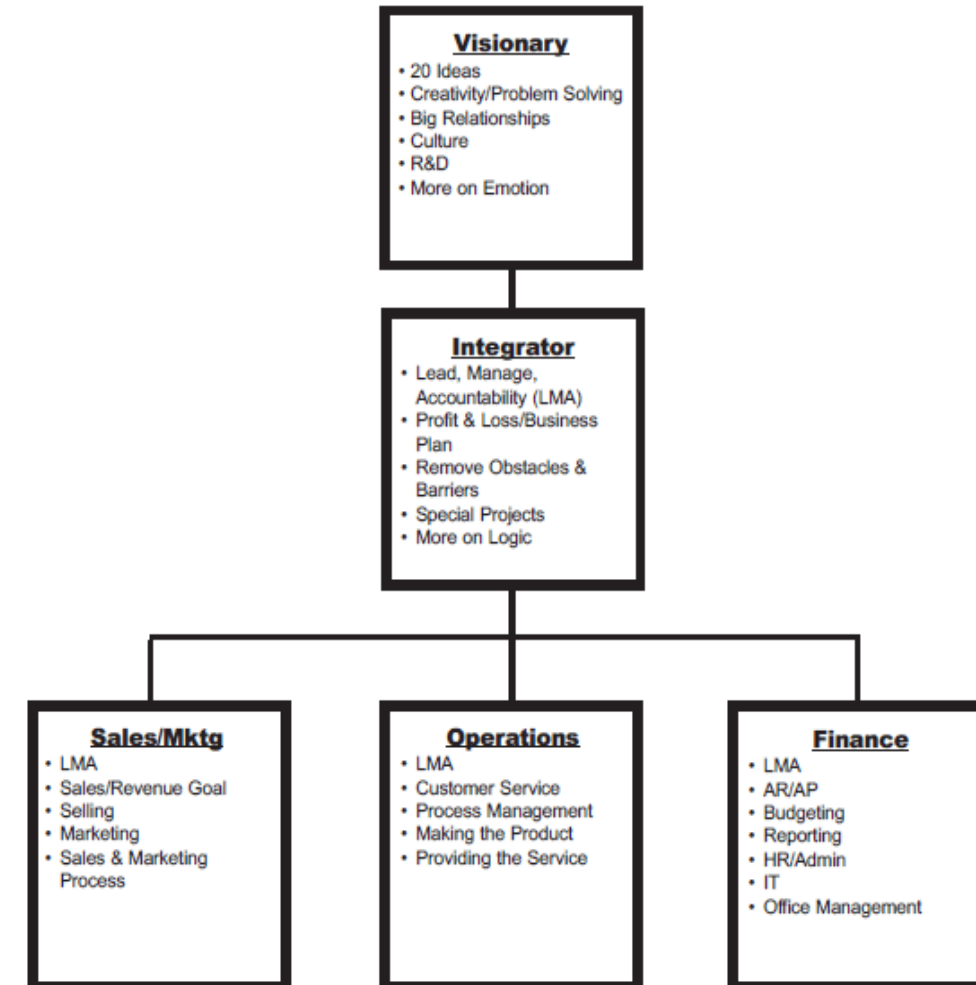 Visionary
• 20 Ideas
• Creativity/Problem Solving
• Big Relationships
• Culture
• R&D
• More on Emotion
Integrator
• Lead, Manage,
Accountability (LMA)
• Profit & Loss/Business
Plan
• Remove Obstacles &
Barriers
• Special Projects
• More on Logic
Sales/Mktg
• LMA
• Sales/Revenue Goal
• Selling
• Marketing
• Sales & Marketing
Process
Operations
• LMA
• Customer Service
• Process Management
• Making the Product
• Providing the Service
Finance
• LMA
• AR/AP
• Budgeting
• Reporting
• HR/Admin
• IT
• Office Management